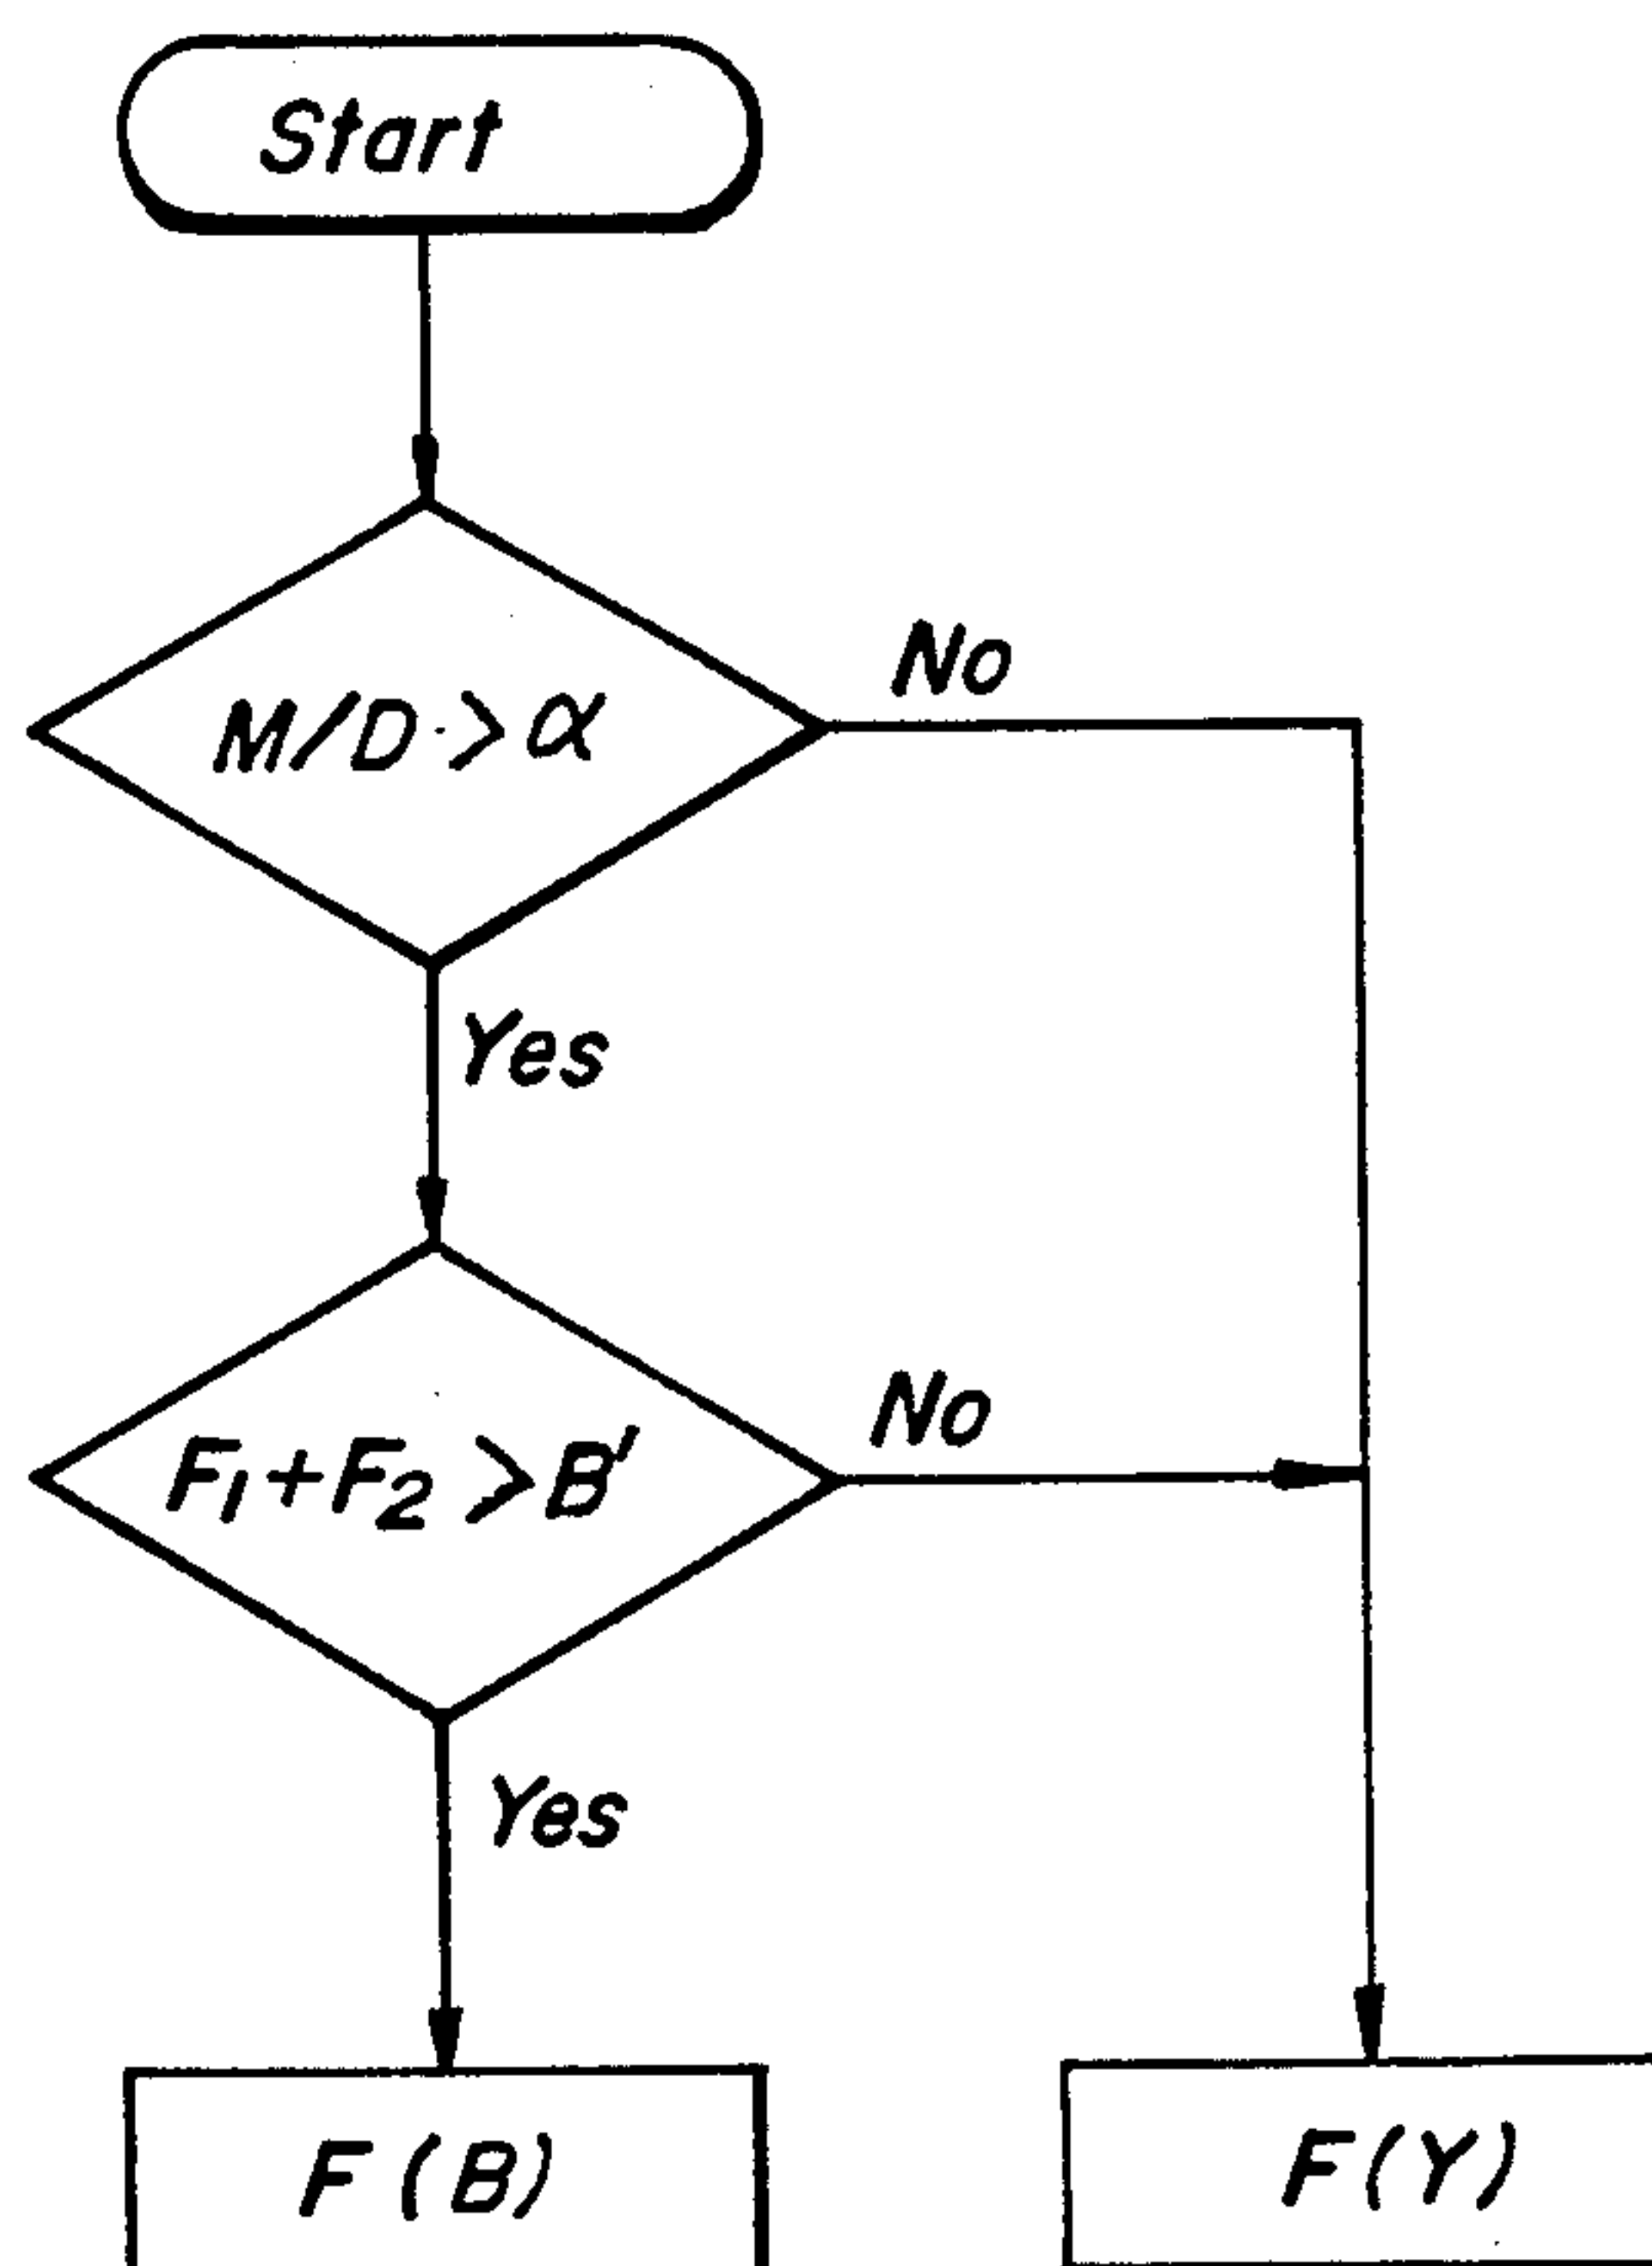 Start
M/D > α
No
Yes
F1+F2 > B'
No
Yes
F(B)
F(Y)